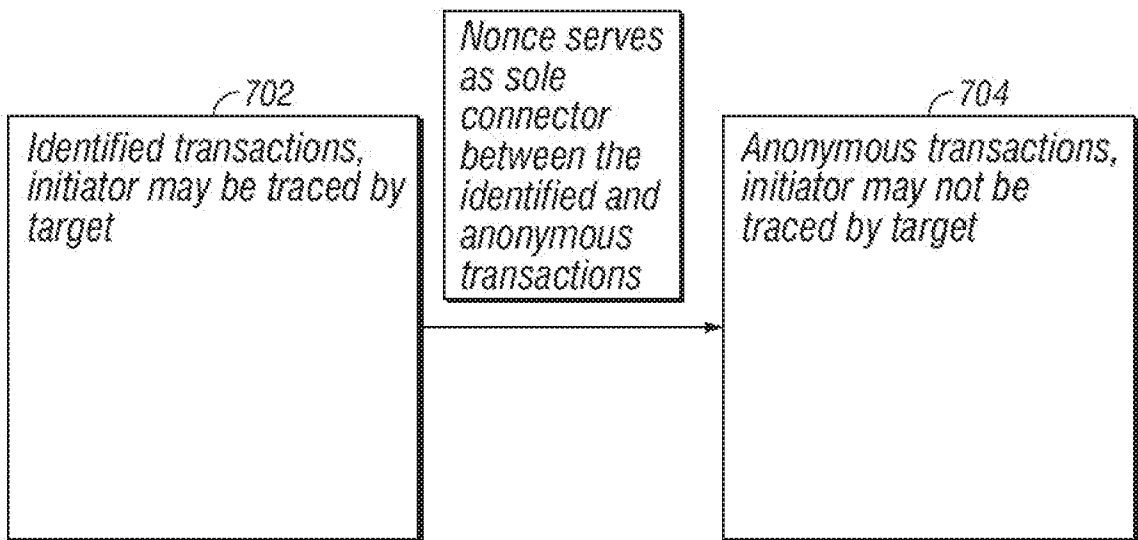 702
Identified transactions,
initiator may be traced by
target
Nonce serves
as sole
connector
between the
identified and
anonymous
transactions
704
Anonymous transactions,
initiator may not be
traced by target